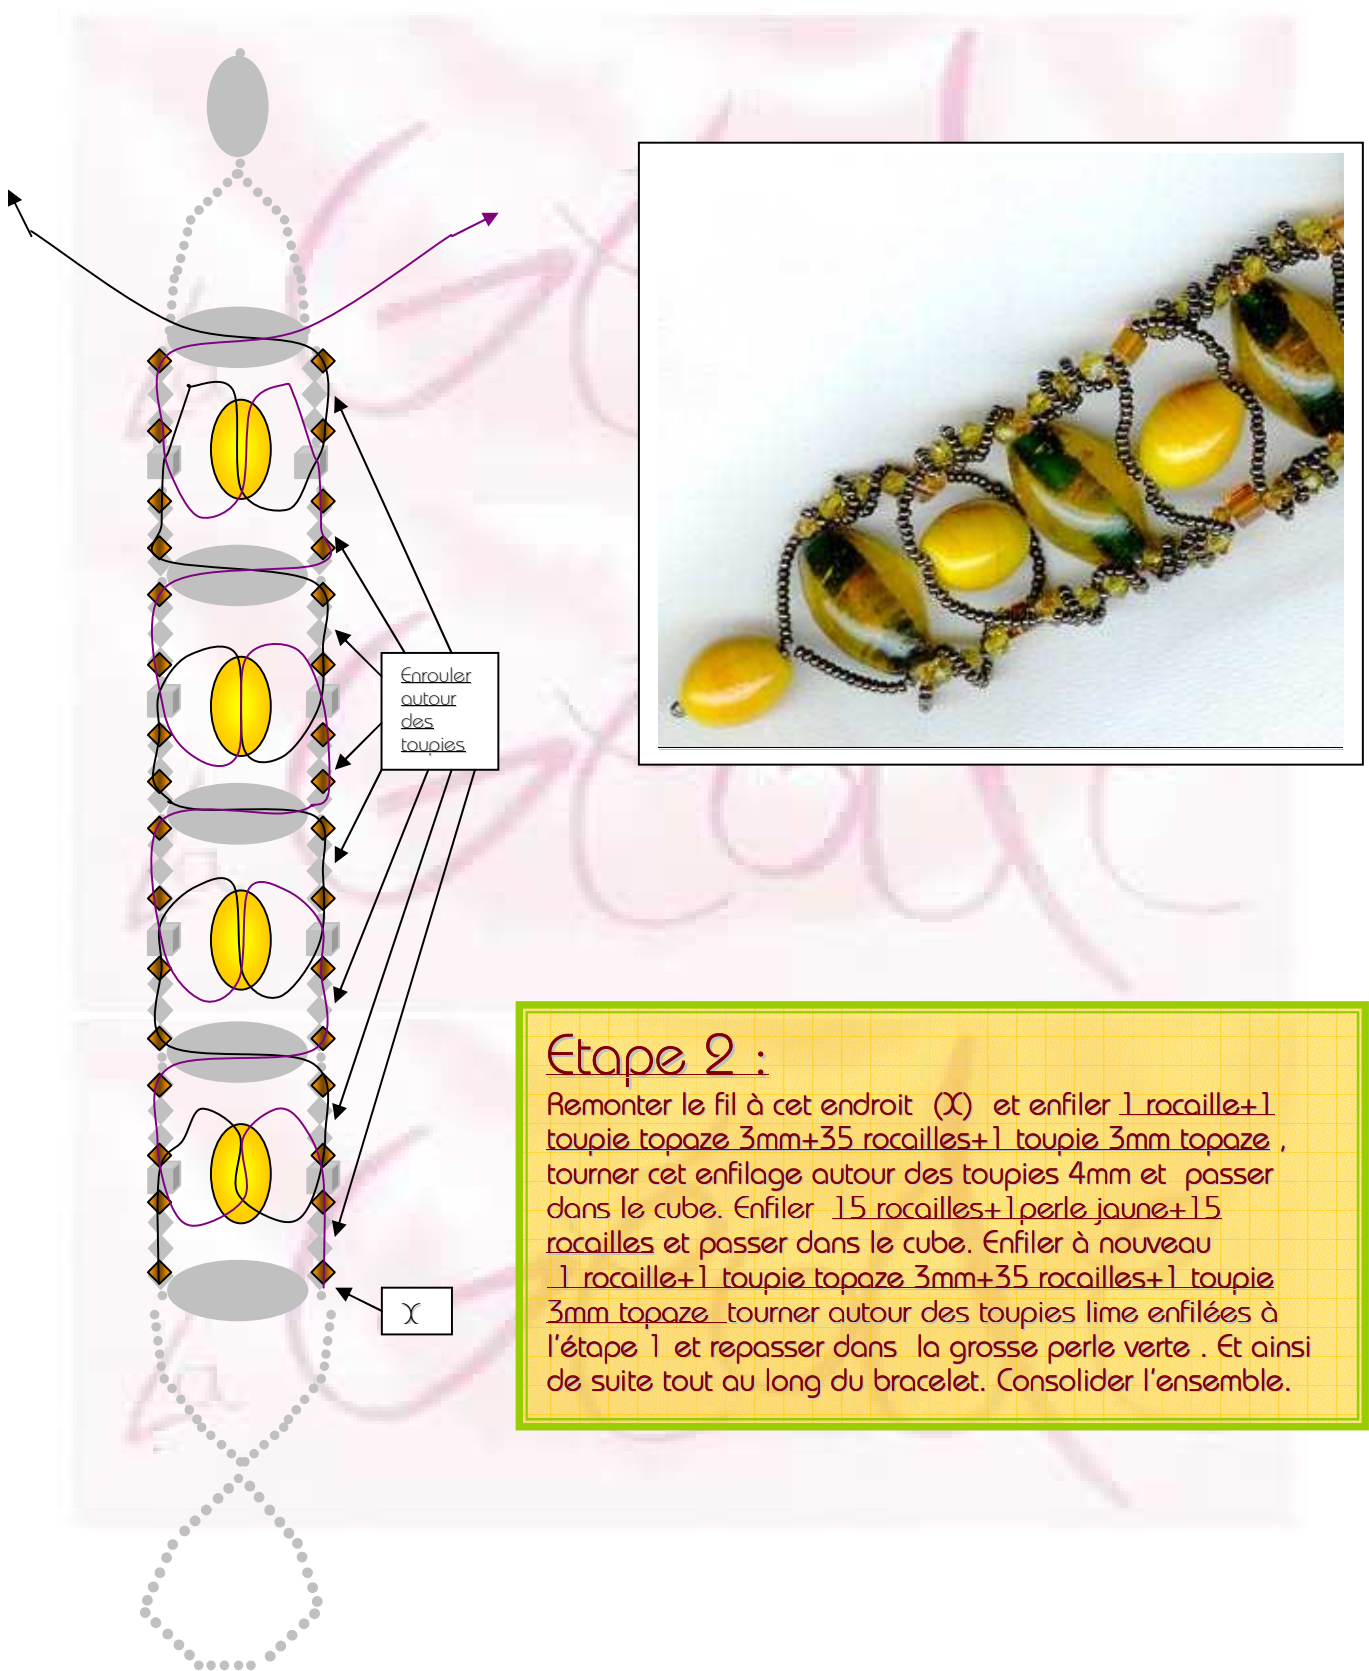 Enrouler
autour
des
toupies
X
Etape 2 :
Remonter le fil à cet endroit (X) et enfiler 1 rocaille+1
toupie topaze 3mm+35 rocailles+1 toupie 3mm topaze ,
tourner cet enfilage autour des toupies 4mm et passer
dans le cube. Enfiler 15 rocailles+1perle jaune+15
rocailles et passer dans le cube. Enfiler à nouveau
1 rocaille+1 toupie topaze 3mm+35 rocailles+1 toupie
3mm topaze tourner autour des toupies lime enfilées à
l'étape 1 et repasser dans la grosse perle verte . Et ainsi
de suite tout au long du bracelet. Consolider l'ensemble.